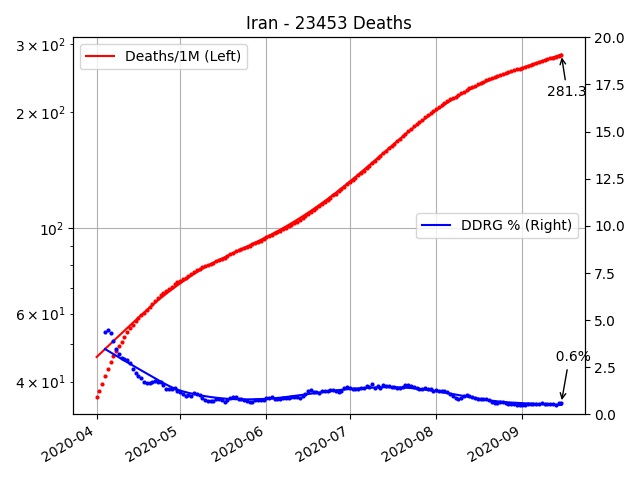 Iran - 23453 Deaths
Deaths/1M (Left)
DDRG % (Right)
281.3
0.6%
3 × 10²
2 × 10²
10²
6 × 10¹
4 × 10¹
20.0
17.5
15.0
12.5
10.0
7.5
5.0
2.5
0.0
2020-04
2020-05
2020-06
2020-07
2020-08
2020-09